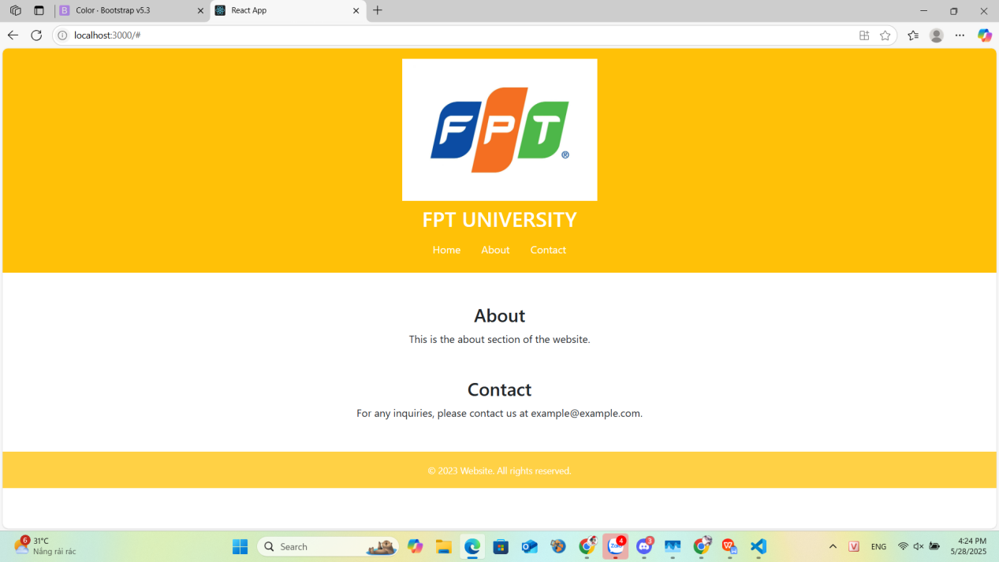 Color · Bootstrap v5.3
React App
localhost:3000/#
FPT
®
FPT UNIVERSITY
Home About Contact
About
This is the about section of the website.
Contact
For any inquiries, please contact us at example@example.com.
© 2023 Website. All rights reserved.
6
31°C
Nắng rải rác
Search
Zalo
4
3
W
V
ENG
4:24 PM
5/28/2025